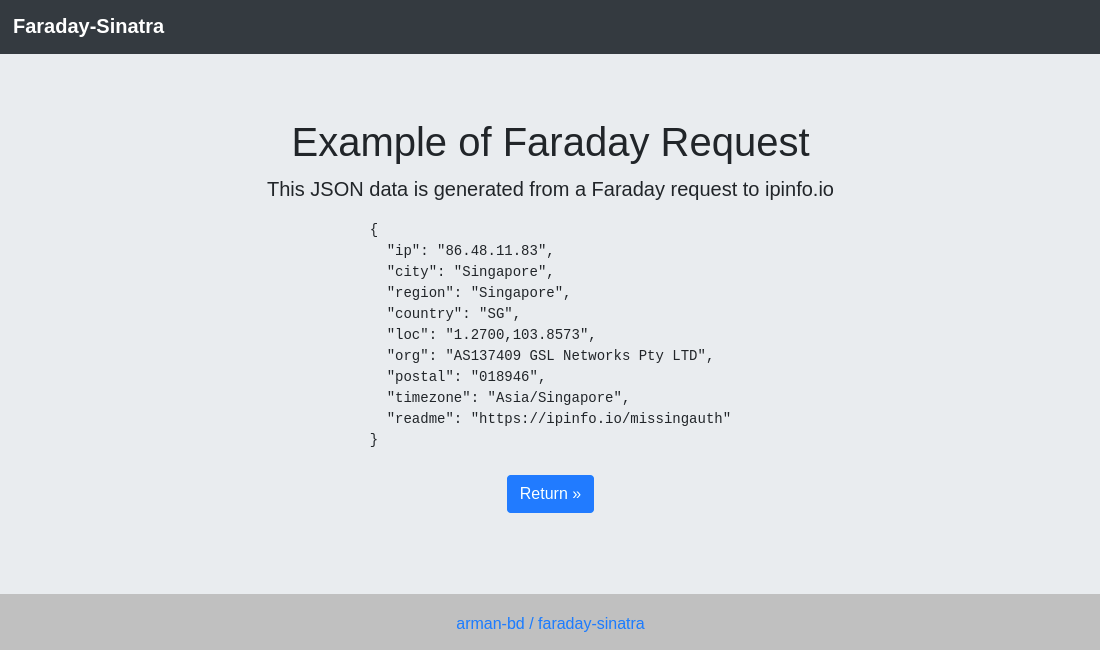 Faraday-Sinatra
Example of Faraday Request
This JSON data is generated from a Faraday request to ipinfo.io
{
  "ip": "86.48.11.83",
  "city": "Singapore",
  "region": "Singapore",
  "country": "SG",
  "loc": "1.2700,103.8573",
  "org": "AS137409 GSL Networks Pty LTD",
  "postal": "018946",
  "timezone": "Asia/Singapore",
  "readme": "https://ipinfo.io/missingauth"
}
Return »
arman-bd / faraday-sinatra